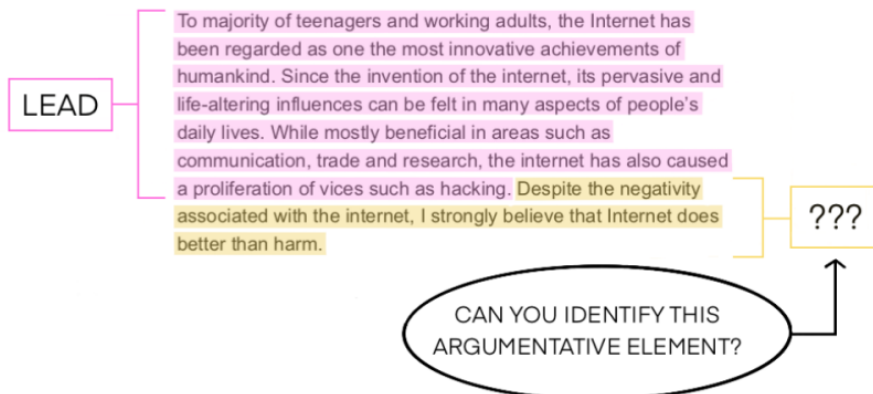 To majority of teenagers and working adults, the Internet has
been regarded as one the most innovative achievements of
humankind. Since the invention of the internet, its pervasive and
life-altering influences can be felt in many aspects of people's
daily lives. While mostly beneficial in areas such as
communication, trade and research, the internet has also caused
a proliferation of vices such as hacking. Despite the negativity
associated with the internet, I strongly believe that Internet does
better than harm.
LEAD
???
CAN YOU IDENTIFY THIS
ARGUMENTATIVE ELEMENT?